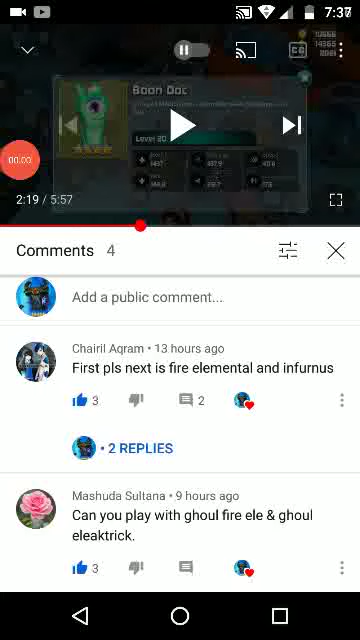 7:37
10666
14365
Boon Doc
Level 20
00:00
2:19 / 5:57
Comments 4
Add a public comment...
Chairil Aqram • 13 hours ago
First pls next is fire elemental and infurnus
3 2
• 2 REPLIES
Mashuda Sultana • 9 hours ago
Can you play with ghoul fire ele & ghoul
eleaktrick.
3